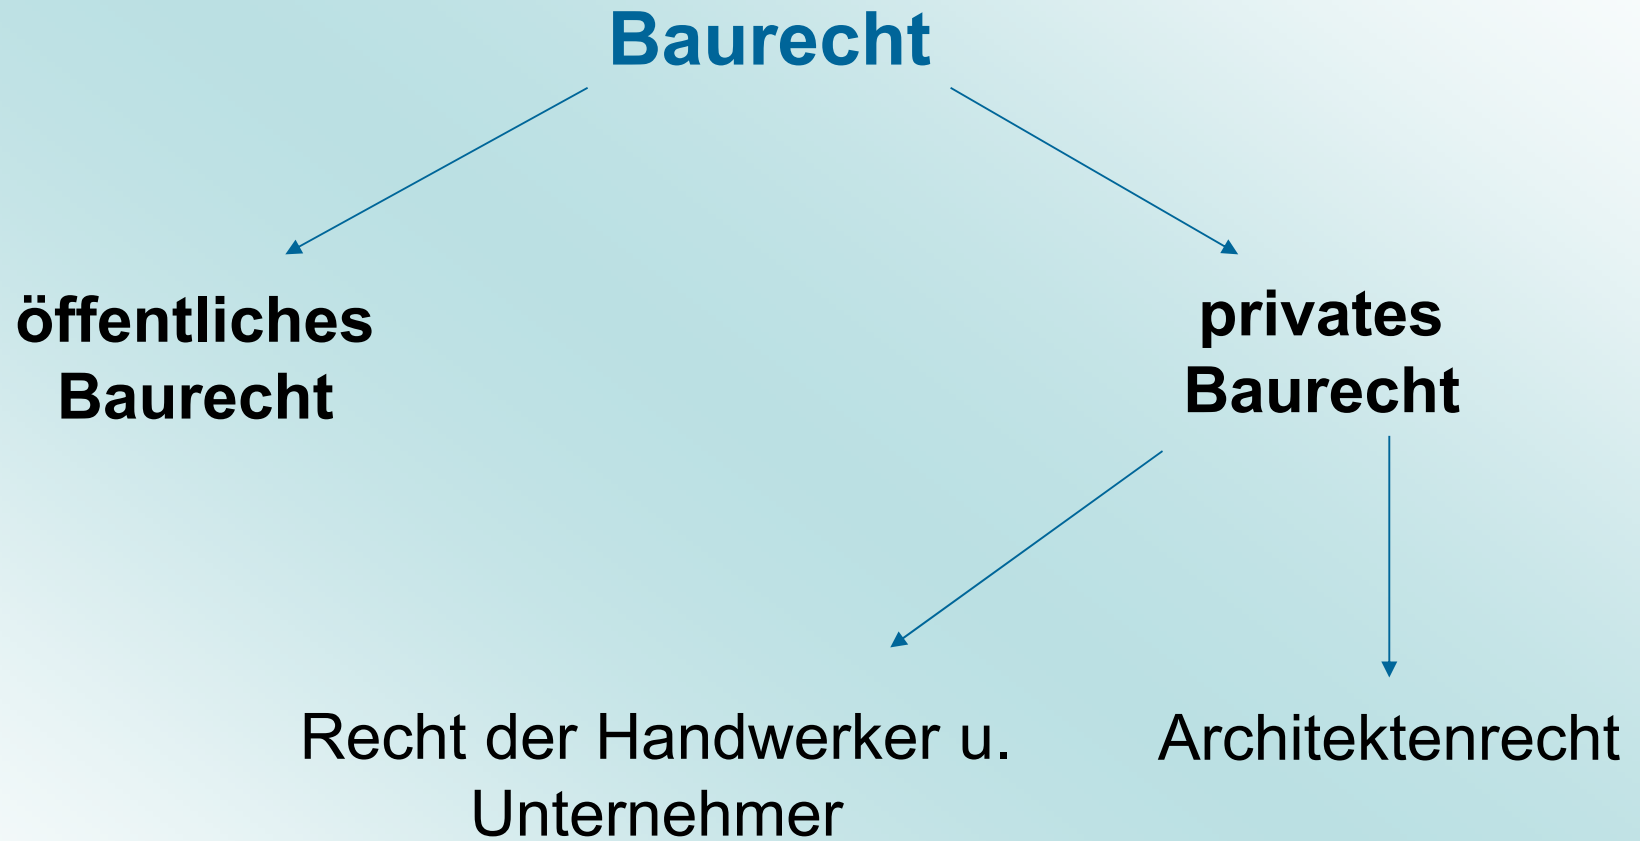 Baurecht
öffentliches
Baurecht
privates
Baurecht
Recht der Handwerker u.
Unternehmer
Architektenrecht